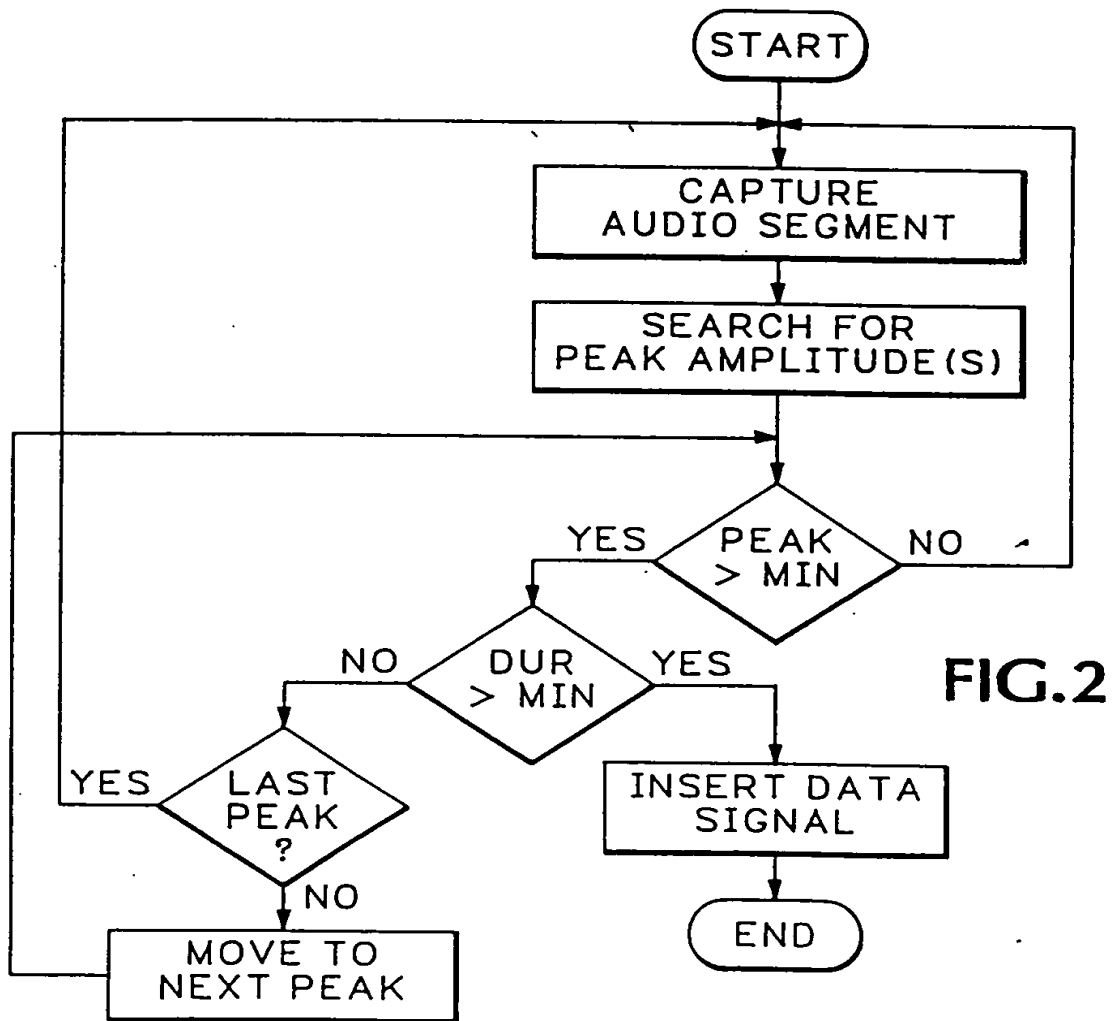 START
CAPTURE
AUDIO SEGMENT
SEARCH FOR
PEAK AMPLITUDE(S)
YES
PEAK
> MIN
NO
NO
DUR
> MIN
YES
FIG.2
YES
LAST
PEAK
?
INSERT DATA
SIGNAL
NO
MOVE TO
NEXT PEAK
END